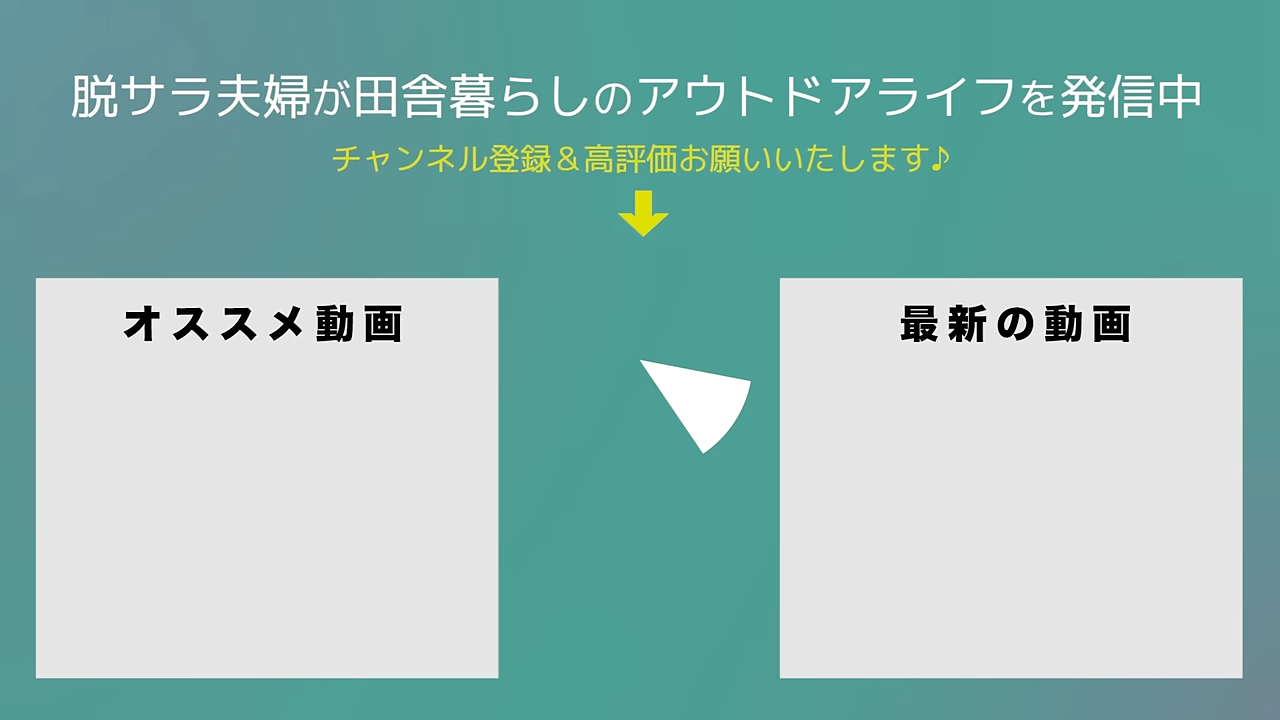 脱サラ夫婦が田舎暮らしのアウトドアライフを発信中
チャンネル登録＆高評価お願いいたします♪
オススメ動画
最新の動画